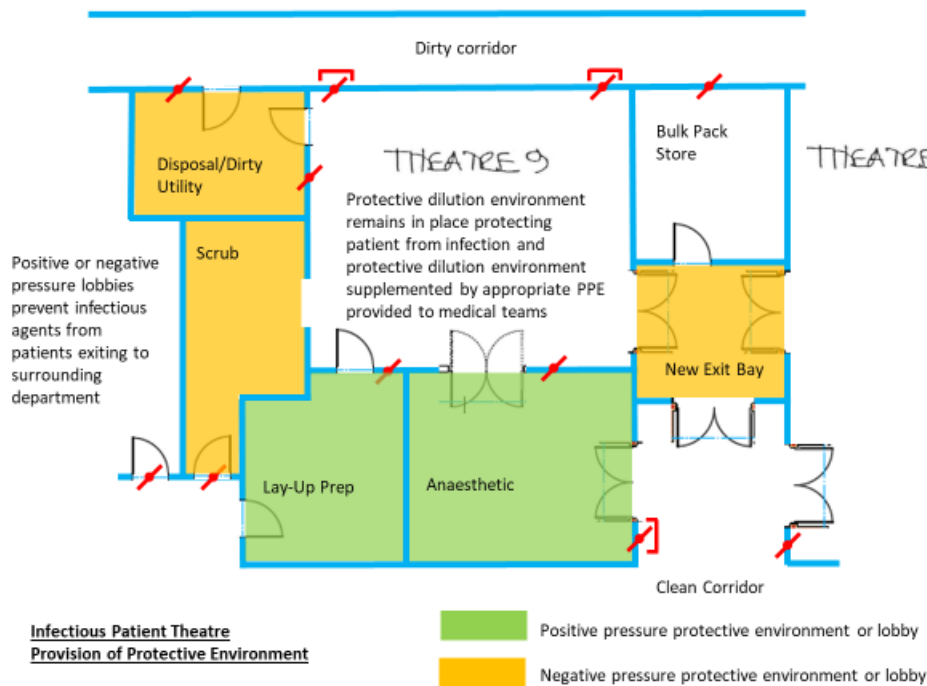 Dirty corridor
Disposal/Dirty
Utility
THEATRE 9
Protective dilution environment
remains in place protecting
patient from infection and
protective dilution environment
supplemented by appropriate PPE
provided to medical teams
Bulk Pack
Store
THEATRE
Scrub
Positive or negative
pressure lobbies
prevent infectious
agents from
patients exiting to
surrounding
department
New Exit Bay
Lay-Up Prep
Anaesthetic
Clean Corridor
Infectious Patient Theatre
Provision of Protective Environment
Positive pressure protective environment or lobby
Negative pressure protective environment or lobby